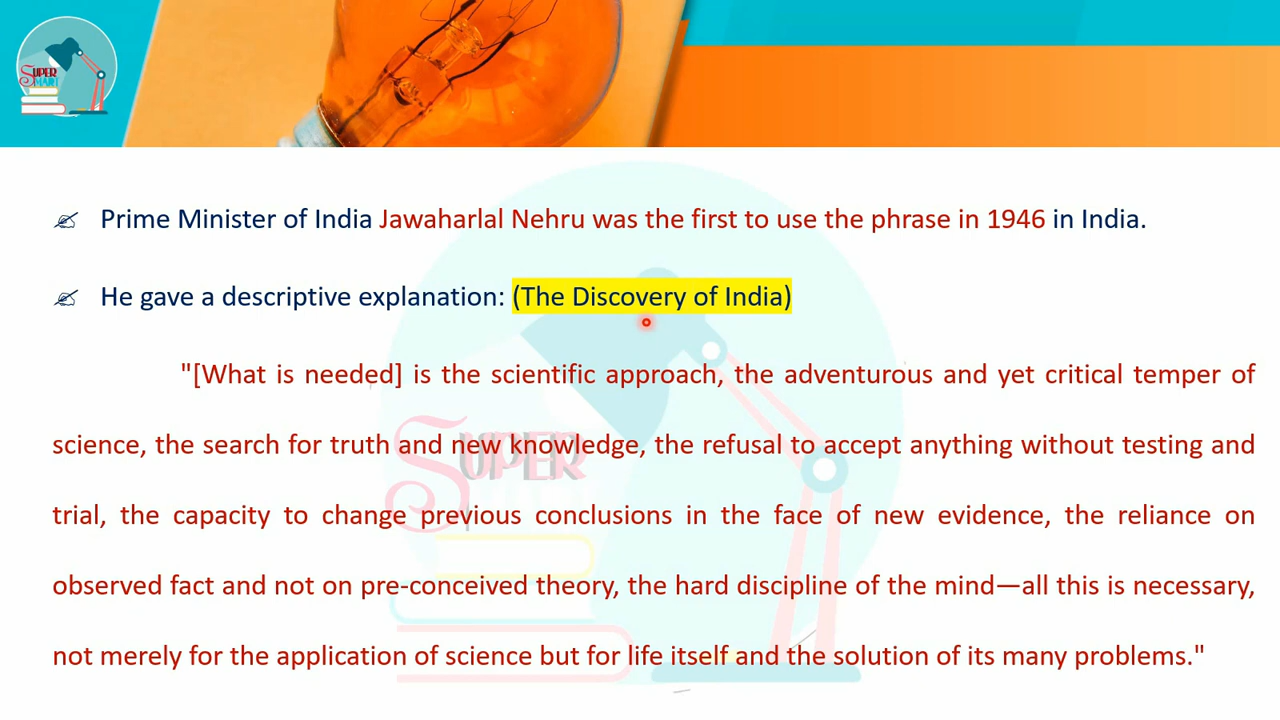 SUPER
SMART
Prime Minister of India Jawaharlal Nehru was the first to use the phrase in 1946 in India.
He gave a descriptive explanation: (The Discovery of India)
"[What is needed] is the scientific approach, the adventurous and yet critical temper of
science, the search for truth and new knowledge, the refusal to accept anything without testing and
trial, the capacity to change previous conclusions in the face of new evidence, the reliance on
observed fact and not on pre-conceived theory, the hard discipline of the mind—all this is necessary,
not merely for the application of science but for life itself and the solution of its many problems."
SUPER